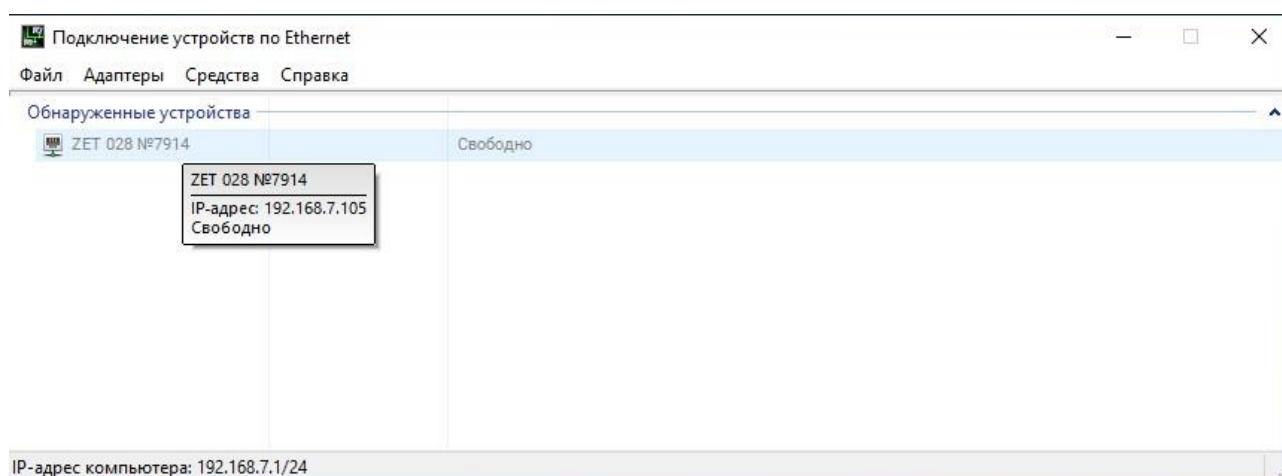 Подключение устройств по Ethernet
Файл Адаптеры Средства Справка
Обнаруженные устройства
ZET 028 №7914 Свободно
ZET 028 №7914
IP-адрес: 192.168.7.105
Свободно
IP-адрес компьютера: 192.168.7.1/24